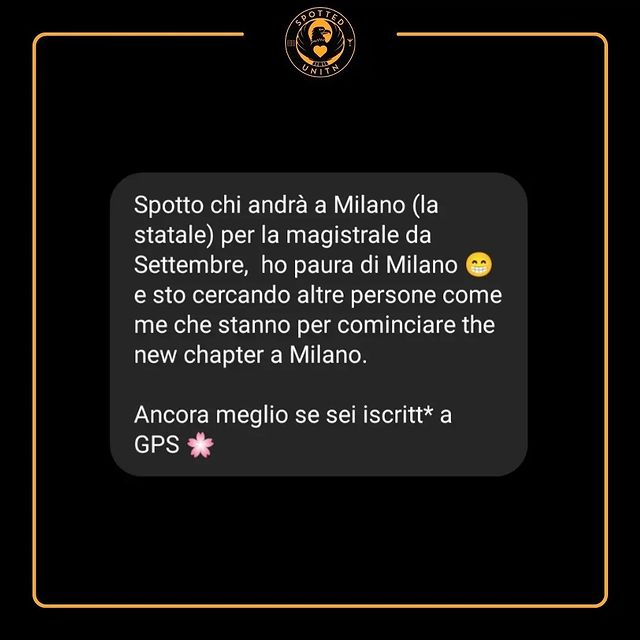 SPOTTED
UNITN
Spotto chi andrà a Milano (la
statale) per la magistrale da
Settembre,  ho paura di Milano 😁
e sto cercando altre persone come
me che stanno per cominciare the
new chapter a Milano.
Ancora meglio se sei iscritt* a
GPS 🌸